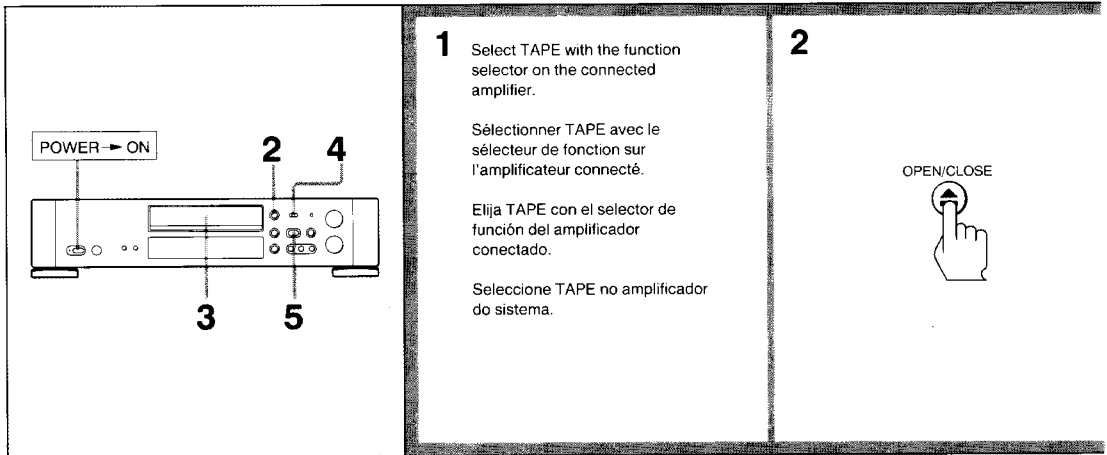 POWER → ON
2 4
3 5
1
Select TAPE with the function
selector on the connected
amplifier.
Sélectionner TAPE avec le
sélecteur de fonction sur
l'amplificateur connecté.
Elija TAPE con el selector de
función del amplificador
conectado.
Seleccione TAPE no amplificador
do sistema.
2
OPEN/CLOSE